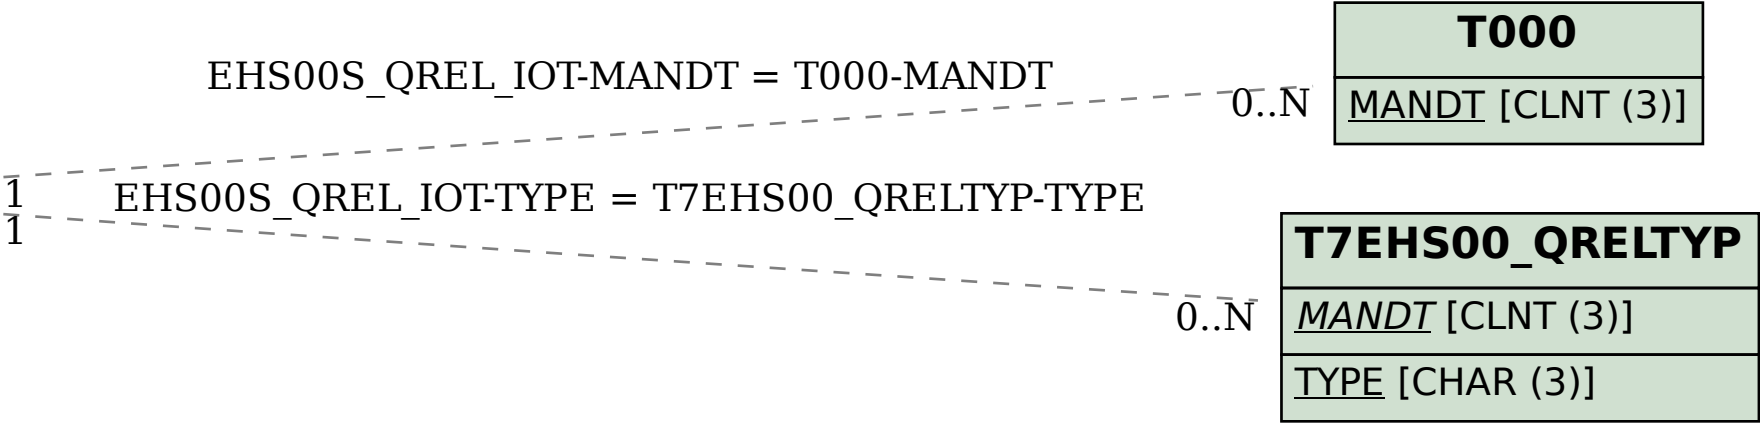 T000
EHS00S_QREL_IOT-MANDT = T000-MANDT
0..N
MANDT [CLNT (3)]
1
EHS00S_QREL_IOT-TYPE = T7EHS00_QRELTYP-TYPE
1
T7EHS00_QRELTYP
0..N
MANDT [CLNT (3)]
TYPE [CHAR (3)]